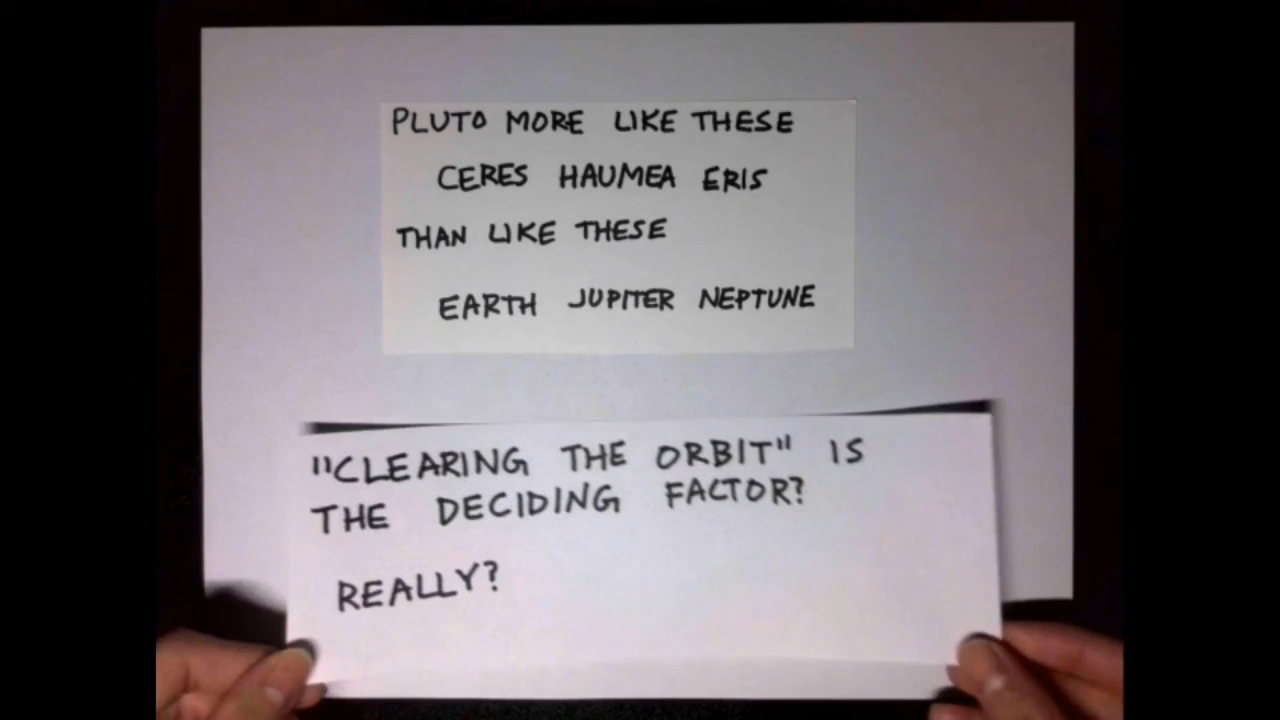 PLUTO MORE LIKE THESE
CERES HAUMEA ERIS
THAN LIKE THESE
EARTH JUPITER NEPTUNE
"CLEARING THE ORBIT" IS
THE DECIDING FACTOR?
REALLY?